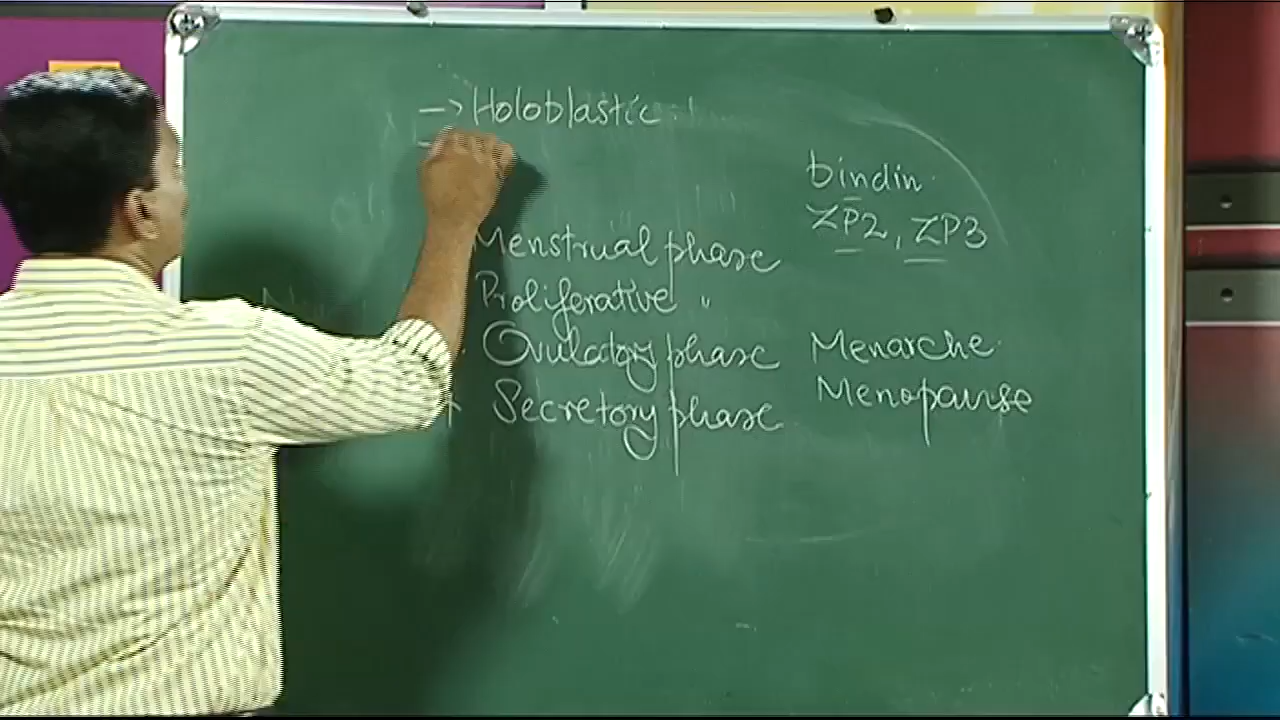 → Holoblastic
Menstrual phase
Proliferative "
Ovulatory phase
Secretory phase
bindin
ZP2, ZP3
Menarche
Menopause